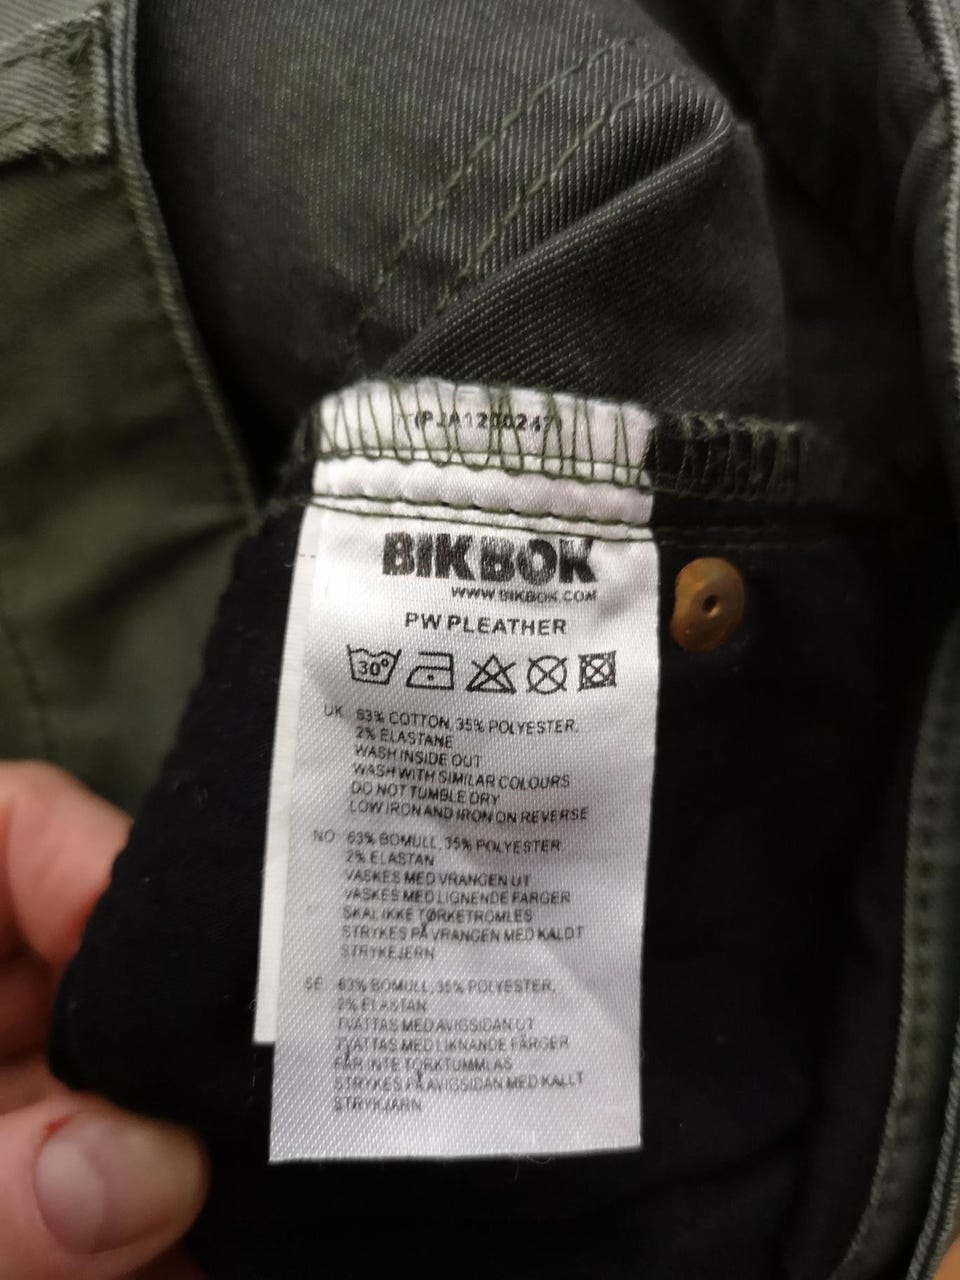 (PJA1200247)
BIKBOK
WWW.BIKBOK.COM
PW PLEATHER
30°
UK 63% COTTON, 35% POLYESTER,
2% ELASTANE
WASH INSIDE OUT
WASH WITH SIMILAR COLOURS
DO NOT TUMBLE DRY
LOW IRON AND IRON ON REVERSE
NO 63% BOMULL, 35% POLYESTER
2% ELASTAN
VASKES MED VRANGEN UT
VASKES MED LIGNENDE FARGER
SKAL IKKE TØRKETROMLES
STRYKES PÅ VRANGEN MED KALDT
STRYKEJERN
SE 63% BOMULL, 35% POLYESTER,
2% ELASTAN
TVÄTTAS MED AVIGSIDAN UT
TVÄTTAS MED LIKNANDE FÄRGER
FÅR INTE TORKTUMMLAS
STRYKES PÅ AVIGSIDAN MED KALLT
STRYKJÄRN